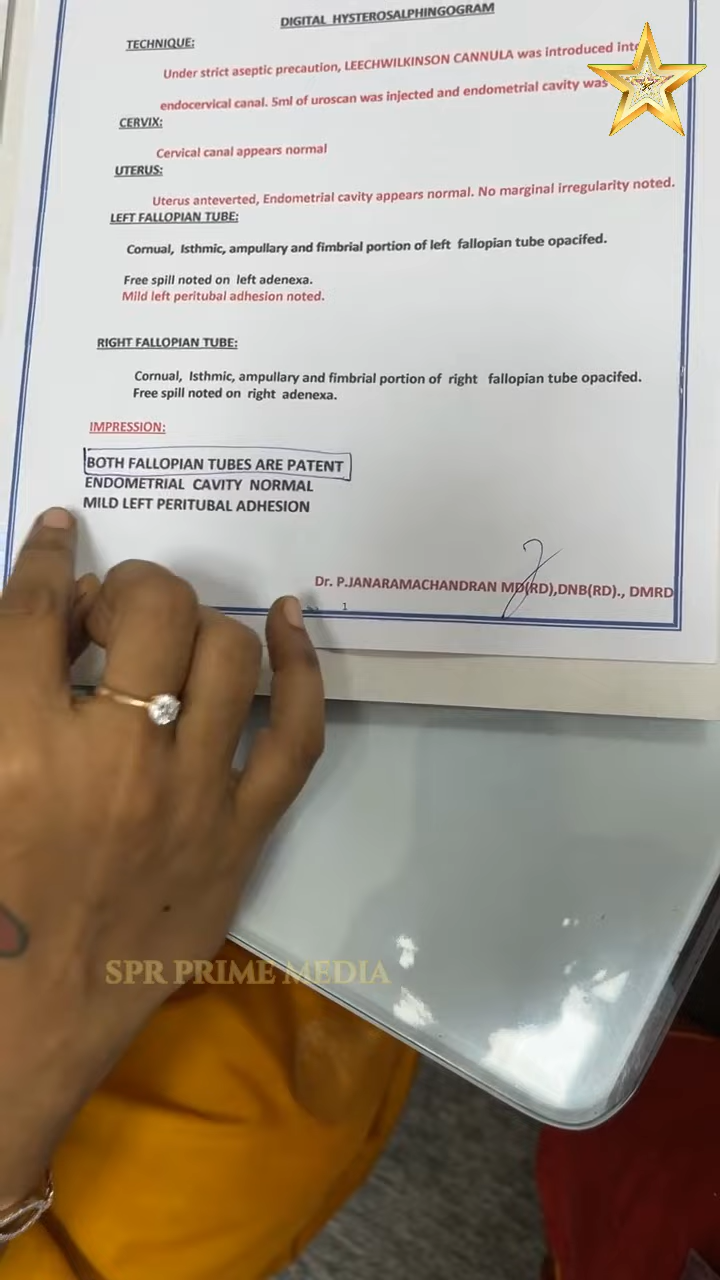 DIGITAL HYSTEROSALPHINGOGRAM
TECHNIQUE:
Under strict aseptic precaution, LEECHWILKINSON CANNULA was introduced into
endocervical canal. 5ml of uroscan was injected and endometrial cavity was
CERVIX:
Cervical canal appears normal
UTERUS:
Uterus anteverted, Endometrial cavity appears normal. No marginal irregularity noted.
LEFT FALLOPIAN TUBE:
Cornual, Isthmic, ampullary and fimbrial portion of left fallopian tube opacifed.
Free spill noted on left adenexa.
Mild left peritubal adhesion noted.
RIGHT FALLOPIAN TUBE:
Cornual, Isthmic, ampullary and fimbrial portion of right fallopian tube opacifed.
Free spill noted on right adenexa.
IMPRESSION:
BOTH FALLOPIAN TUBES ARE PATENT
ENDOMETRIAL CAVITY NORMAL
MILD LEFT PERITUBAL ADHESION
Dr. P.JANARAMACHANDRAN MD(RD),DNB(RD)., DMRD
1
SPR PRIME MEDIA